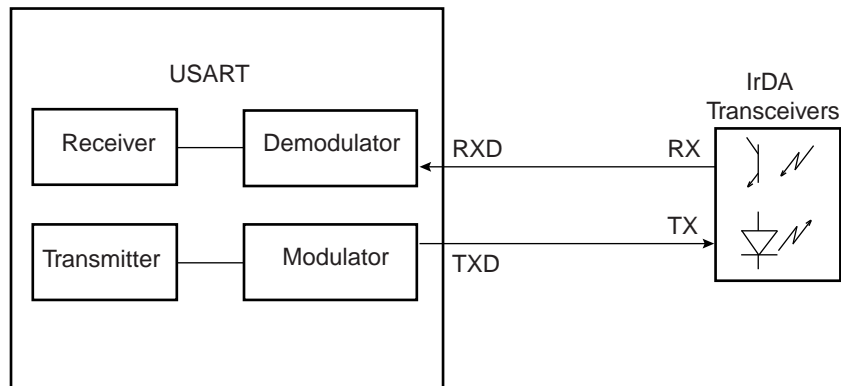 USART
IrDA
Transceivers
Receiver
Demodulator
RXD
RX
Transmitter
Modulator
TXD
TX